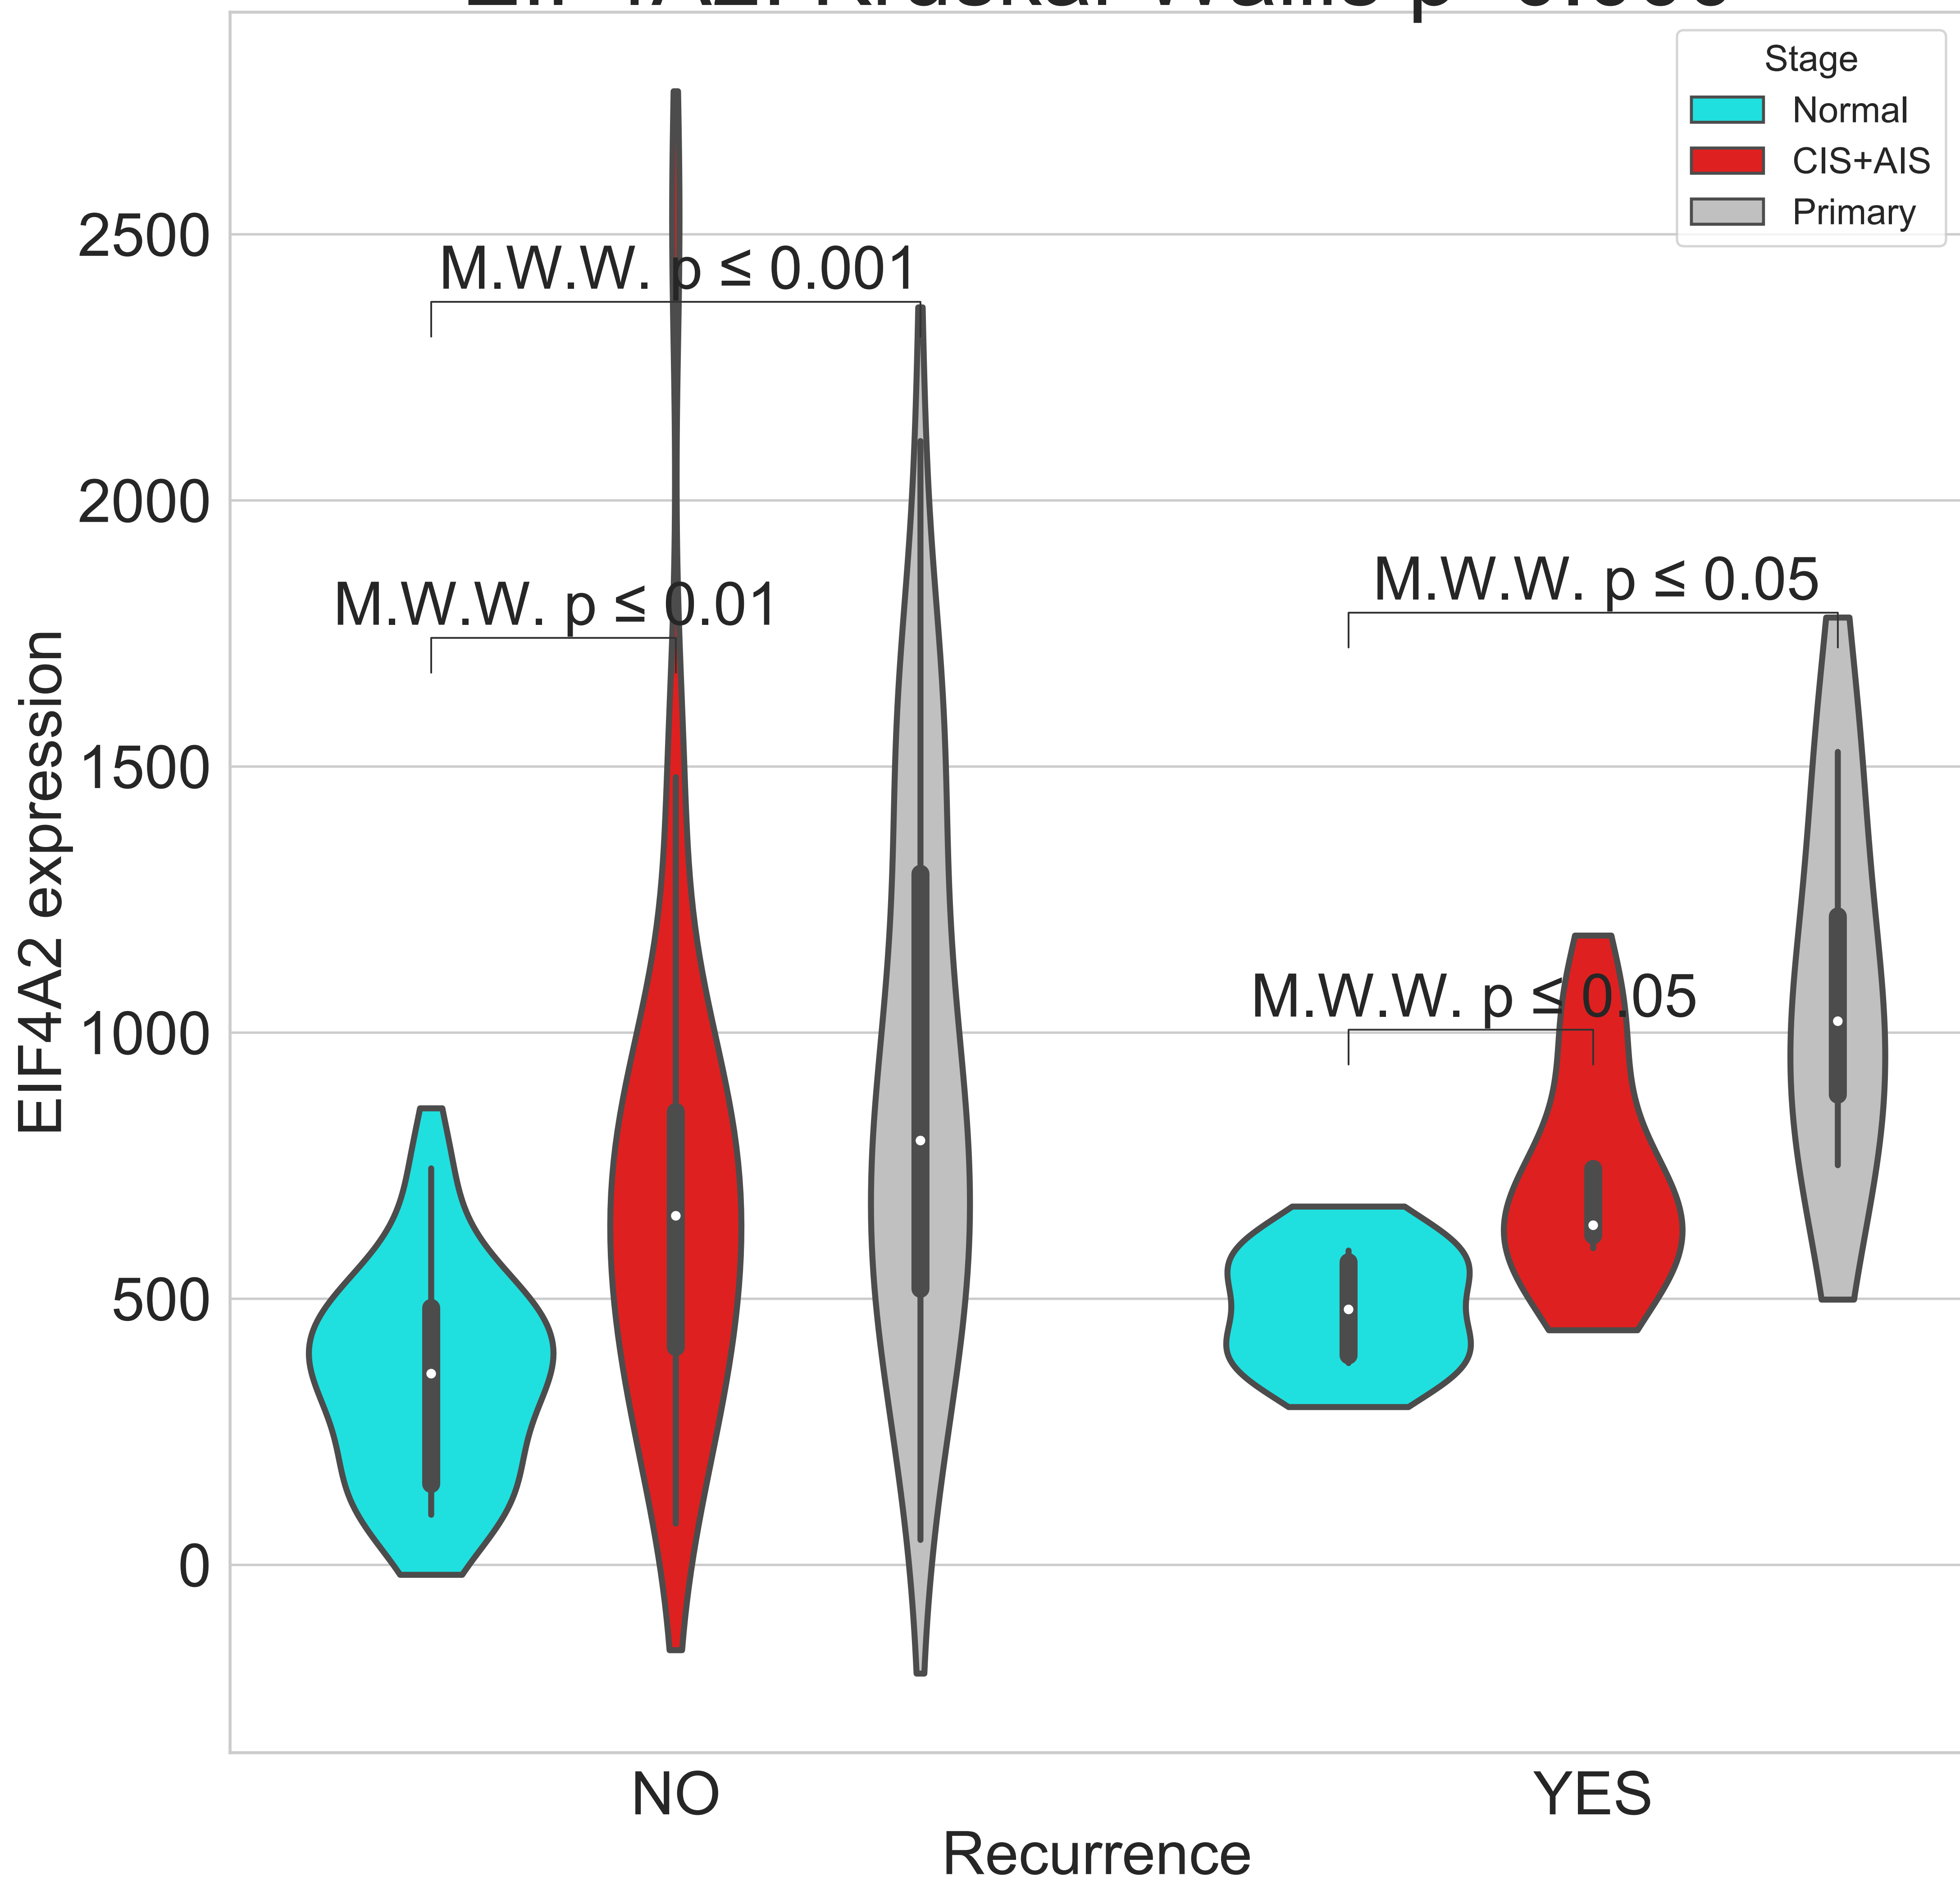 Stage
Normal
CIS+AIS
Primary
2500
2000
1500
1000
500
0
EIF4A2 expression
M.W.W. p ≤ 0.001
M.W.W. p ≤ 0.01
M.W.W. p ≤ 0.05
M.W.W. p ≤ 0.05
NO
YES
Recurrence